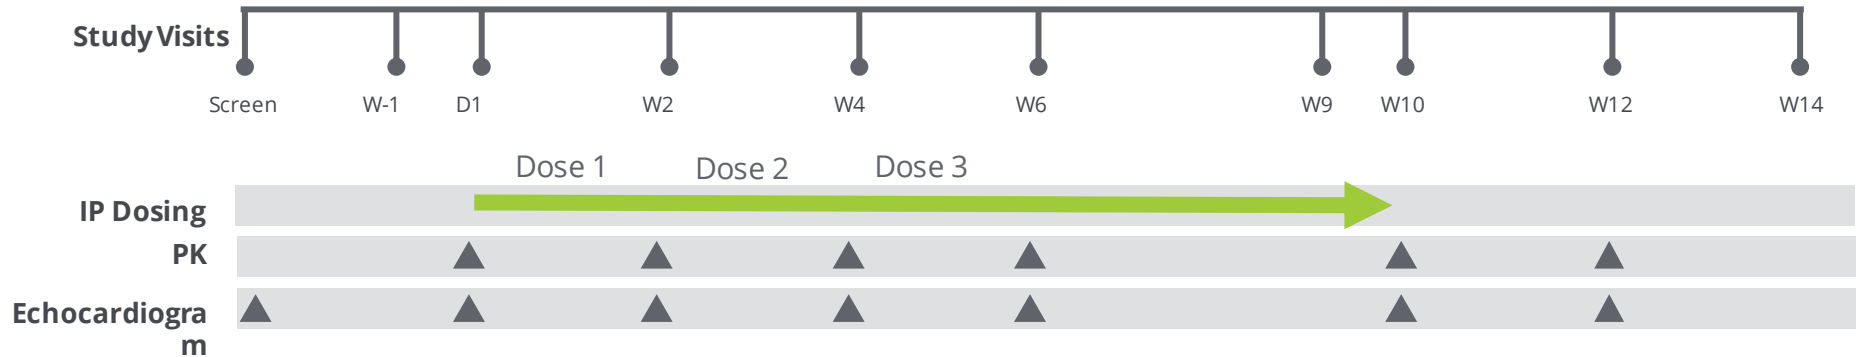 Study Visits
Screen W-1 D1 W2 W4 W6 W9 W10 W12 W14
Dose 1 Dose 2 Dose 3
IP Dosing
PK
Echocardiogra
m